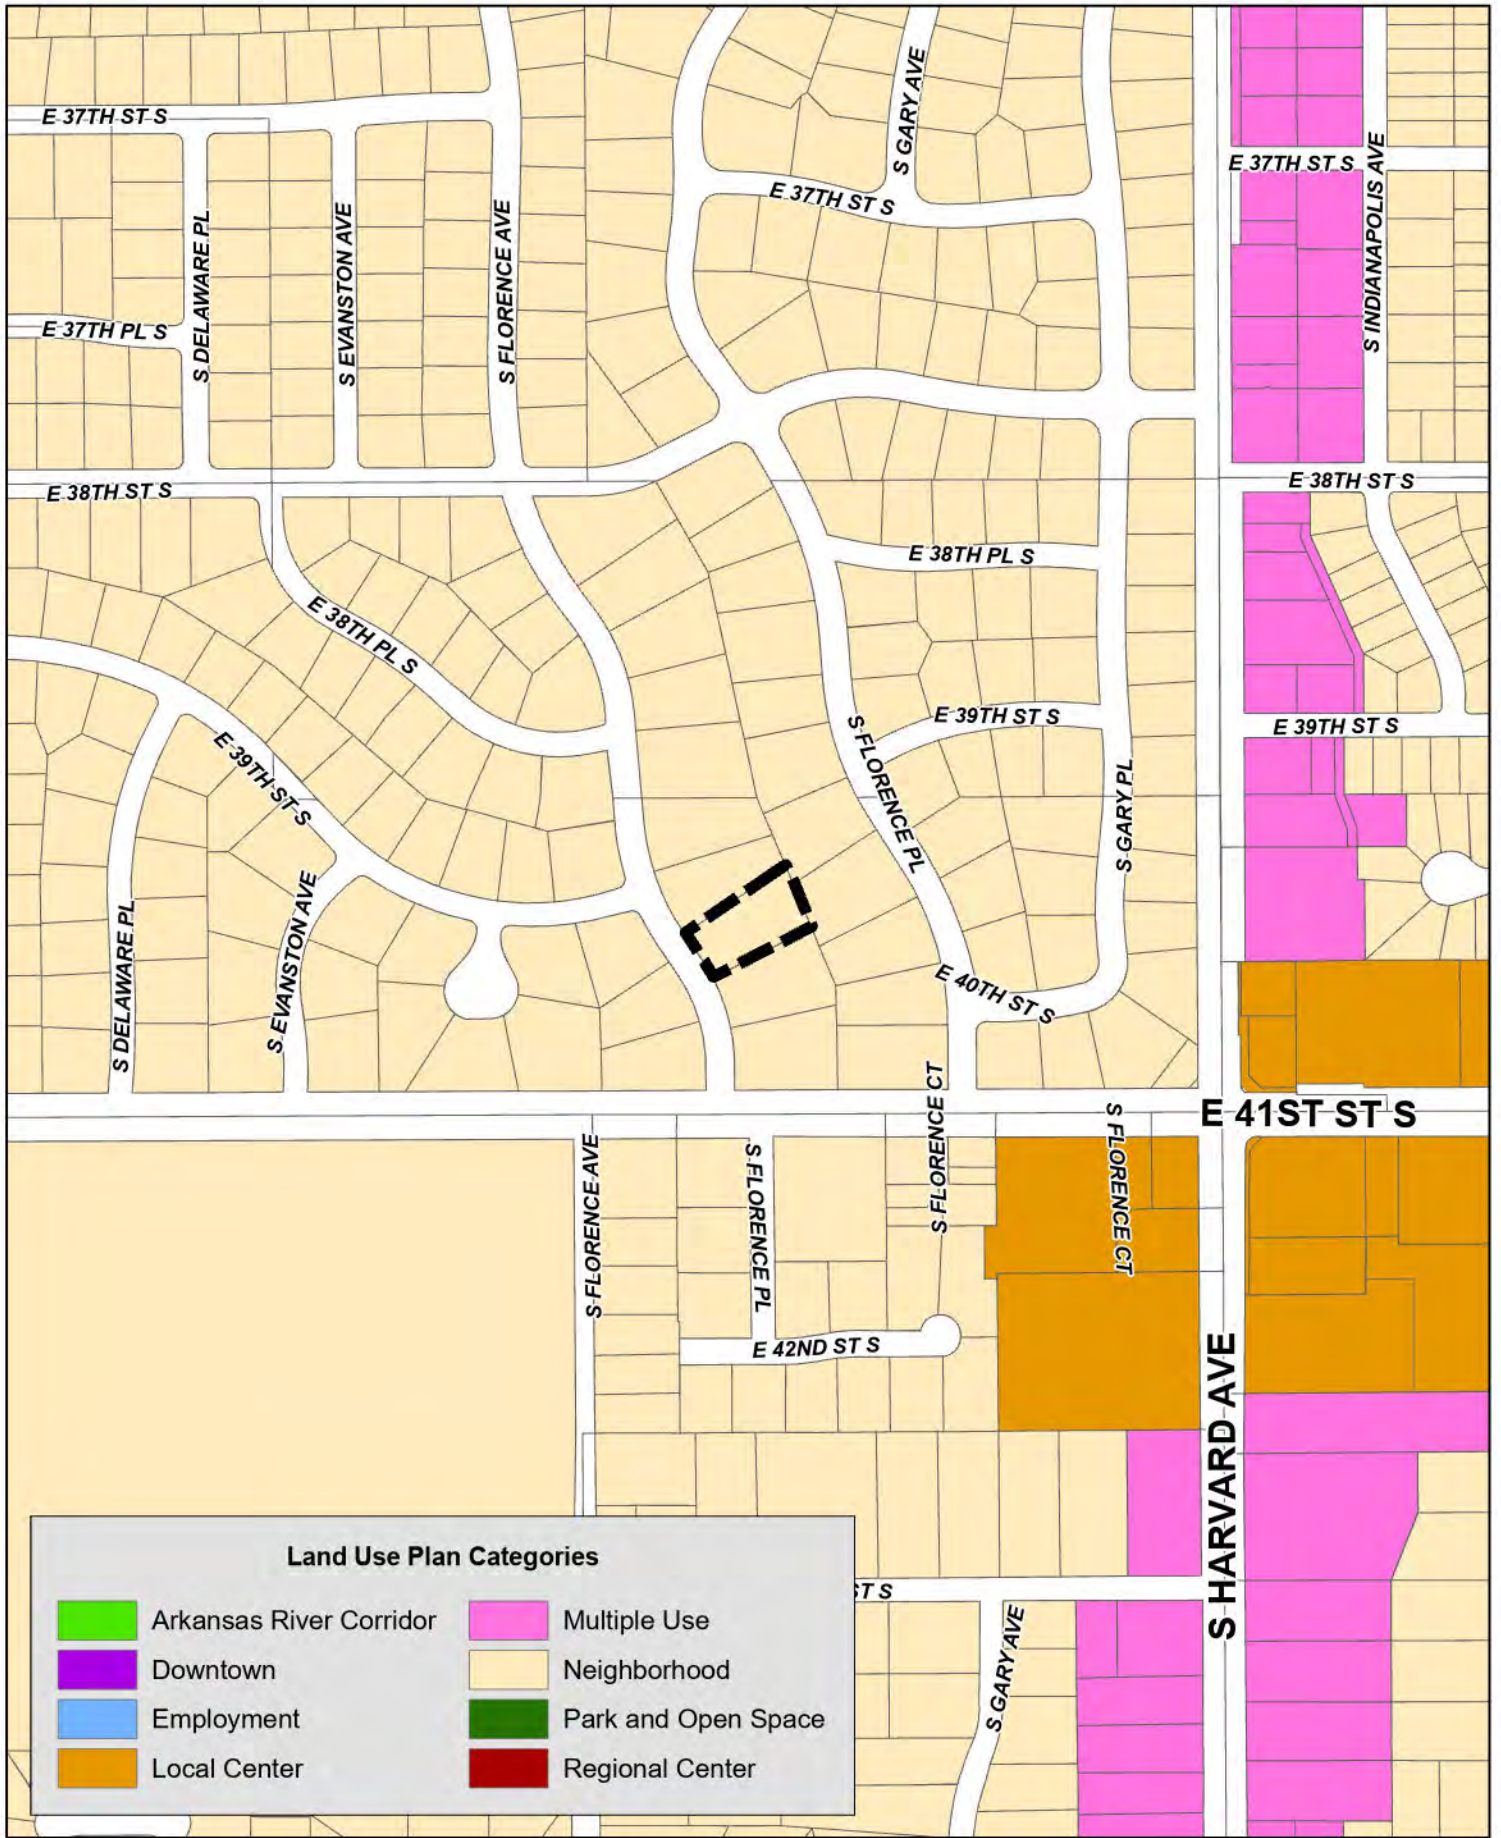 S GARY AVE
E 37TH ST S
E 37TH ST S
E 37TH ST S
S INDIANAPOLIS AVE
S DELAWARE PL
S EVANSTON AVE
S FLORENCE AVE
E 37TH PL S
E 38TH ST S
E 38TH ST S
E 38TH PL S
E 38TH PL S
E 39TH ST S
E 39TH ST S
E 39TH ST S
S FLORENCE PL
S GARY PL
S DELAWARE PL
S EVANSTON AVE
E 40TH ST S
S FLORENCE CT
S FLORENCE CT
E 41ST ST S
S FLORENCE AVE
S FLORENCE PL
E 42ND ST S
S HARVARD AVE
ST S
S GARY AVE
Land Use Plan Categories
Arkansas River Corridor
Downtown
Employment
Local Center
Multiple Use
Neighborhood
Park and Open Space
Regional Center